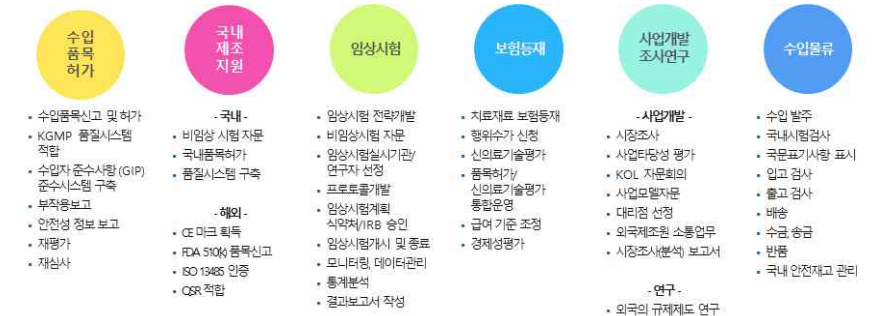 수입
품목
허가
• 수입품목신고 및 허가
• KGMP 품질시스템
적합
• 수입자 준수사항 (GIP)
준수시스템 구축
• 부작용보고
• 안전성 정보 보고
• 재평가
• 재심사
국내
제조
지원
- 국내 -
• 비임상 시험 자문
• 국내품목허가
• 품질시스템 구축
- 해외 -
• CE 마크 획득
• FDA 510(k) 품목신고
• ISO 13485 인증
• QSR 적합
임상시험
• 임상시험 전략개발
• 비임상시험 자문
• 임상시험실시기관/
연구자 선정
• 프로토콜개발
• 임상시험계획
식약처/IRB 승인
• 임상시험개시 및 종료
• 모니터링, 데이터관리
• 통계분석
• 결과보고서 작성
보험등재
• 치료재료 보험등재
• 행위수가 신청
• 신의료기술평가
• 품목허가/
신의료기술평가
통합운영
• 급여 기준 조정
• 경제성평가
사업개발
조사연구
- 사업개발 -
• 시장조사
• 사업타당성 평가
• KOL 자문회의
• 사업모델자문
• 대리점 선정
• 외국제조원 소통업무
• 시장조사(분석) 보고서
- 연구 -
• 외국의 규제제도 연구
수입물류
• 수입 발주
• 국내시험검사
• 국문표기사항 표시
• 입고 검사
• 출고 검사
• 배송
• 수금, 송금
• 반품
• 국내 안전재고 관리